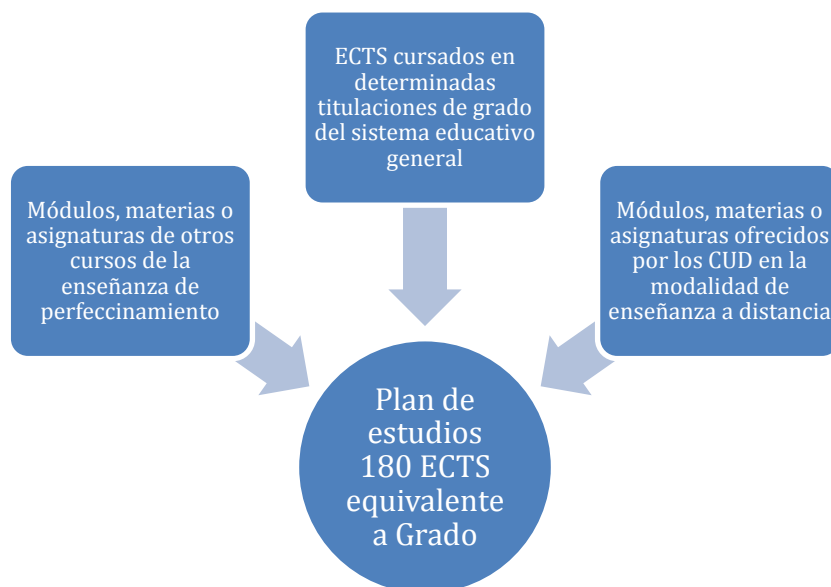 ECTS cursados en
determinadas
titulaciones de grado
del sistema educativo
general
Módulos, materias o
asignaturas de otros
cursos de la
enseñanza de
perfeccinamiento
Módulos, materias o
asignaturas ofrecidos
por los CUD en la
modalidad de
enseñanza a distancia
Plan de
estudios
180 ECTS
equivalente
a Grado